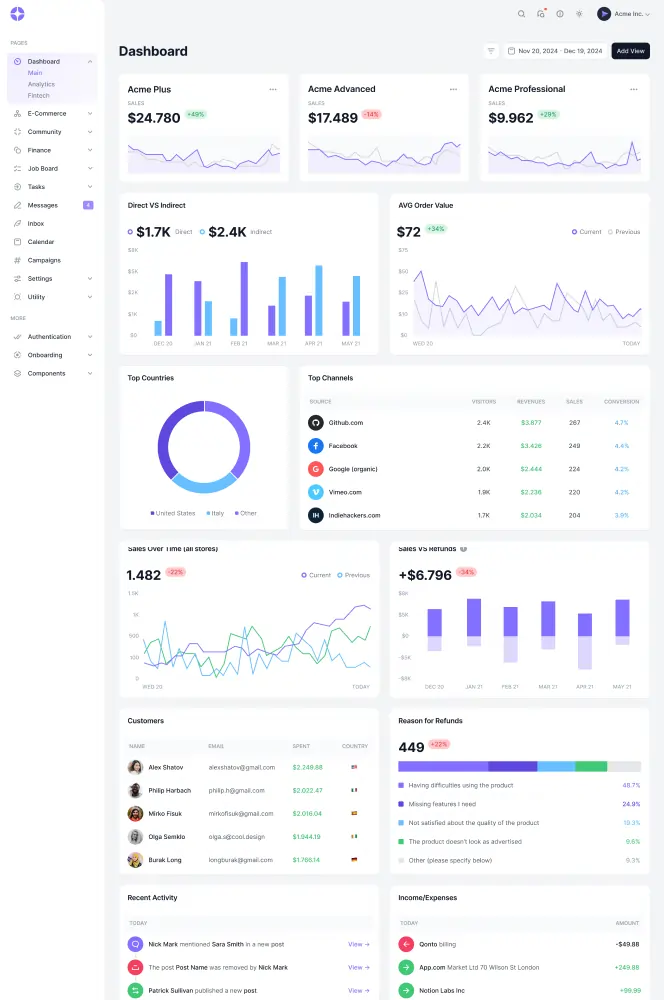 Acme Inc.
PAGES
Dashboard
Main
Analytics
Fintech
E-Commerce
Community
Finance
Job Board
Tasks
Messages 4
Inbox
Calendar
Campaigns
Settings
Utility
MORE
Authentication
Onboarding
Components
Dashboard
Nov 20, 2024 - Dec 19, 2024
Add View
Acme Plus
SALES
$24.780 +49%
Acme Advanced
SALES
$17.489 -14%
Acme Professional
SALES
$9.962 +29%
Direct VS Indirect
$1.7K Direct $2.4K Indirect
$5K
$2K
$1K
$0
DEC 20 JAN 21 FEB 21 MAR 21 APR 21 MAY 21
AVG Order Value
$72 +34%
Current Previous
$75
$50
$25
$10
$0
WED 20 TODAY
Top Countries
United States Italy Other
Top Channels
SOURCE VISITORS REVENUES SALES CONVERSION
Github.com 2.4K $3.877 267 4.7%
Facebook 2.2K $3.426 249 4.4%
Google (organic) 2.0K $2.444 224 4.2%
Vimeo.com 1.9K $2.236 220 4.2%
IH Indiehackers.com 1.7K $2.034 204 3.9%
Sales Over Time (all stores)
1.482 -22%
Current Previous
1K
500
100
0
WED 20 TODAY
Sales VS Refunds
+$6.796 -34%
$5K
$0
DEC 20 JAN 21 FEB 21 MAR 21 APR 21 MAY 21
Customers
NAME EMAIL SPENT COUNTRY
Alex Shatov alexshatov@gmail.com $2,249.88
Philip Harbach philip.h@gmail.com $2,022.47
Mirko Fisuk mirkofisuk@gmail.com $2,016.04
Olga Semklo olga.s@cool.design $1,944.19
Burak Long longburak@gmail.com
Reason for Refunds
449 +22%
Having difficulties using the product 48.7%
Missing features I need 24.9%
Not satisfied about the quality of the product 19.3%
The product doesn't look as advertised 9.6%
Other (please specify below) 9.3%
Recent Activity
TODAY
Nick Mark mentioned Sara Smith in a new post View ->
The post Post Name was removed by Nick Mark View ->
Patrick Sullivan published a new post View ->
Income/Expenses
TODAY AMOUNT
Qonto billing -$49.88
App.com Market Ltd 70 Wilson St London +249.88
Notion Labs Inc +99.99